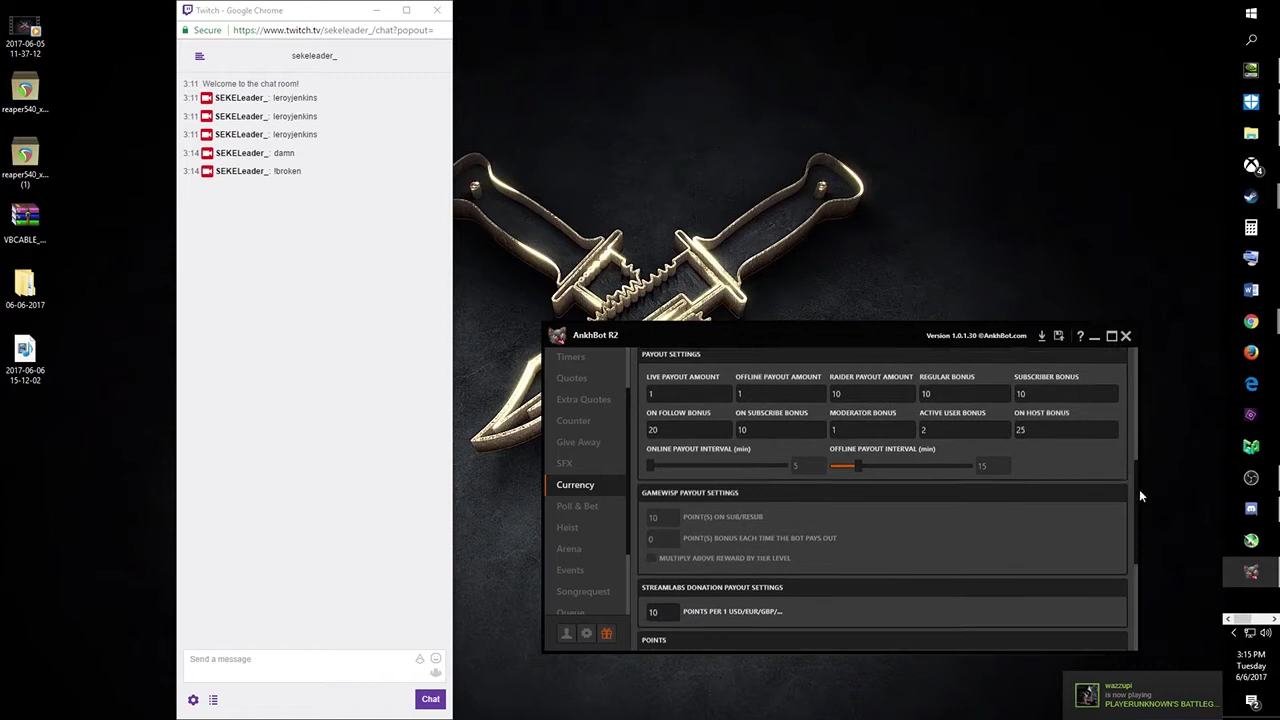 2017-06-05
11-37-12
reaper540_x...
reaper540_x...
(1)
VBCABLE_...
06-06-2017
2017-06-06
15-12-02
Twitch - Google Chrome
Secure
https://www.twitch.tv/sekeleader_/chat?popout=
sekeleader_
3:11 Welcome to the chat room!
3:11 SEKELeader_: leroyjenkins
3:11 SEKELeader_: leroyjenkins
3:11 SEKELeader_: leroyjenkins
3:14 SEKELeader_: damn
3:14 SEKELeader_: !broken
Send a message
Chat
AnkhBot R2
Version 1.0.1.30 ©AnkhBot.com
?
Timers
Quotes
Extra Quotes
Counter
Give Away
SFX
Currency
Poll & Bet
Heist
Arena
Events
Songrequest
Queue
PAYOUT SETTINGS
LIVE PAYOUT AMOUNT OFFLINE PAYOUT AMOUNT RAIDER PAYOUT AMOUNT REGULAR BONUS SUBSCRIBER BONUS
1 1 10 10 10
ON FOLLOW BONUS ON SUBSCRIBE BONUS MODERATOR BONUS ACTIVE USER BONUS ON HOST BONUS
20 10 1 2 25
ONLINE PAYOUT INTERVAL (min) OFFLINE PAYOUT INTERVAL (min)
5 15
GAMEWISP PAYOUT SETTINGS
10 POINT(S) ON SUB/RESUB
0 POINT(S) BONUS EACH TIME THE BOT PAYS OUT
MULTIPLY ABOVE REWARD BY TIER LEVEL
STREAMLABS DONATION PAYOUT SETTINGS
10 POINTS PER 1 USD/EUR/GBP/...
POINTS
4
3:15 PM
Tuesday
6/6/2017
2
wazzupi
is now playing
PLAYERUNKNOWN'S BATTLEG...